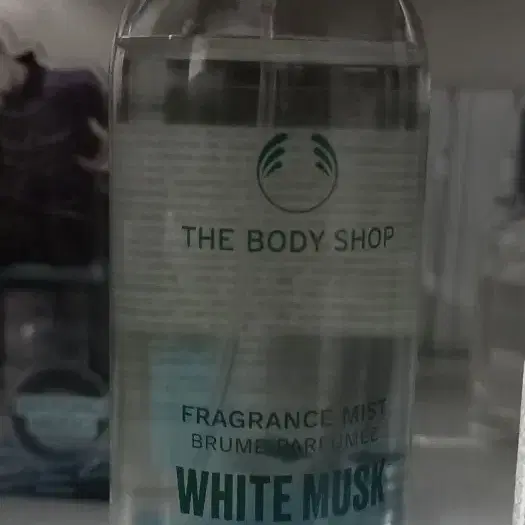 THE BODY SHOP
FRAGRANCE MIST
BRUME PARFUMÉE
WHITE MUSK